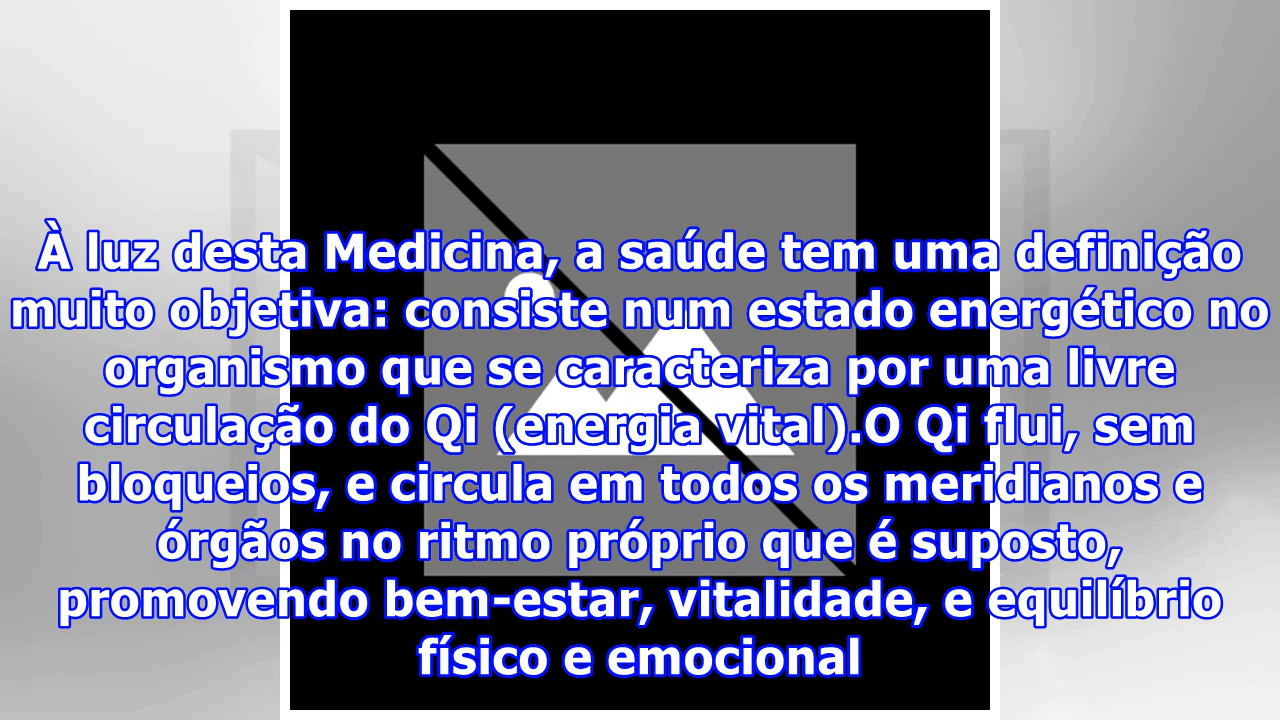 À luz desta Medicina, a saúde tem uma definição
muito objetiva: consiste num estado energético no
organismo que se caracteriza por uma livre
circulação do Qi (energia vital).O Qi flui, sem
bloqueios, e circula em todos os meridianos e
órgãos no ritmo próprio que é suposto,
promovendo bem-estar, vitalidade, e equilíbrio
físico e emocional